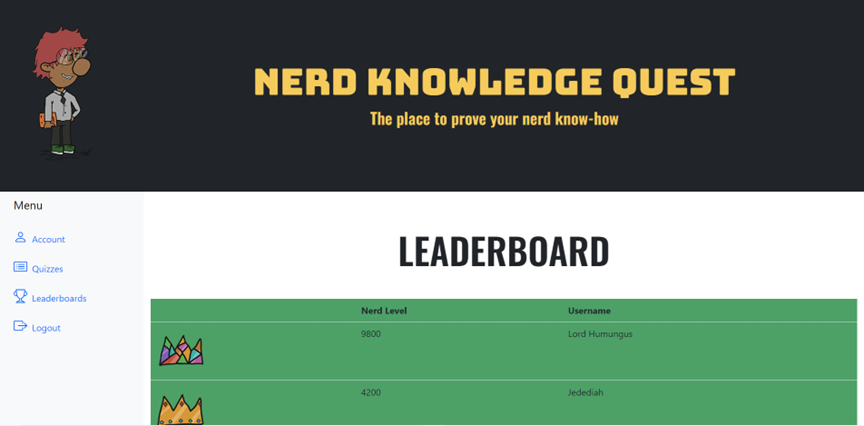 NERD KNOWLEDGE QUEST
The place to prove your nerd know-how
Menu
Account
Quizzes
Leaderboards
Logout
LEADERBOARD
Nerd Level Username
9800 Lord Humungus
4200 Jedediah